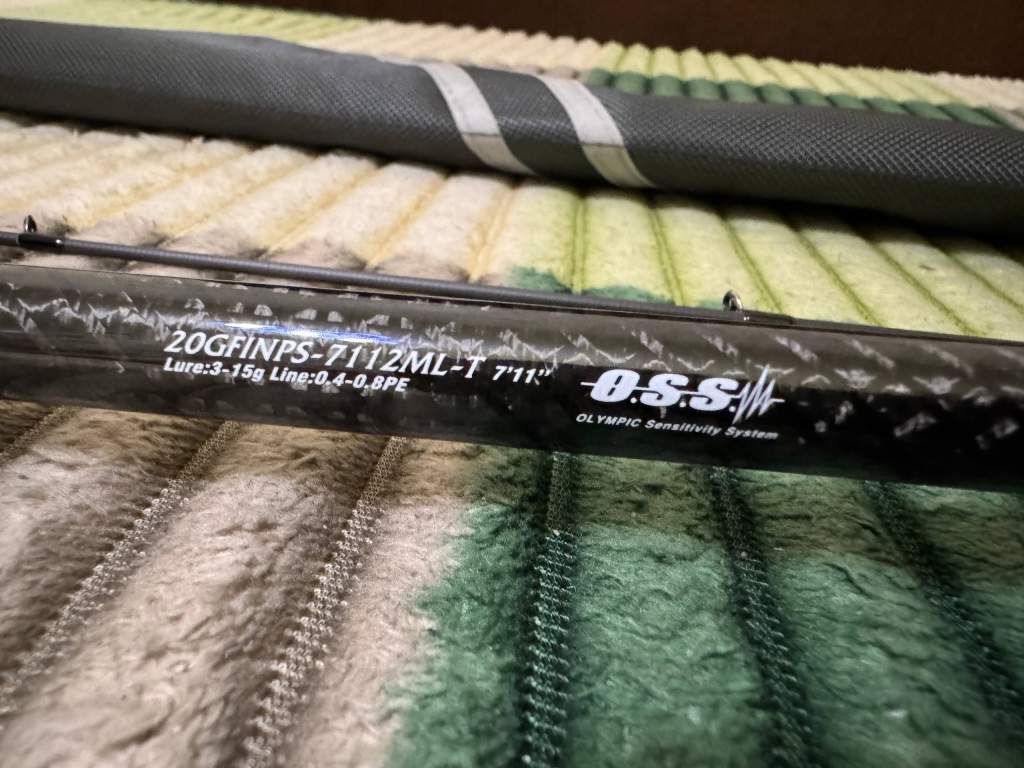 20GFINPS-7112ML-T 7'11"
Lure:3-15g Line:0.4-0.8PE
O.S.S.
OLYMPIC Sensitivity System